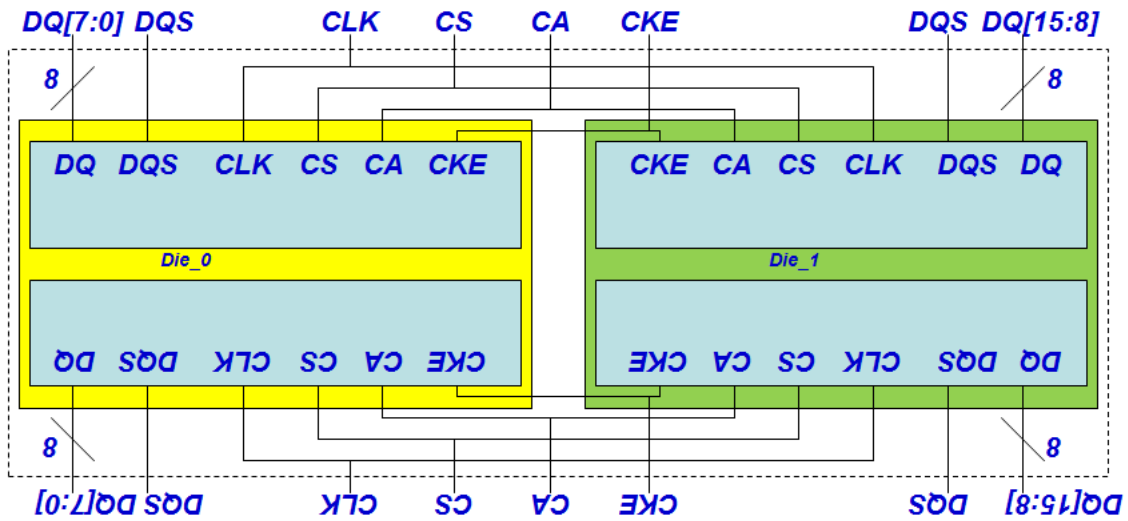 DQ[7:0] DQS CLK CS CA CKE DQS DQ[15:8]
8 8
DQ DQS CLK CS CA CKE CKE CA CS CLK DQS DQ
Die_0 Die_1
DQ DQS CLK CS CA CKE CKE CA CS CLK DQS DQ
8 8
DQ[7:0] DQS CLK CS CA CKE DQS DQ[15:8]